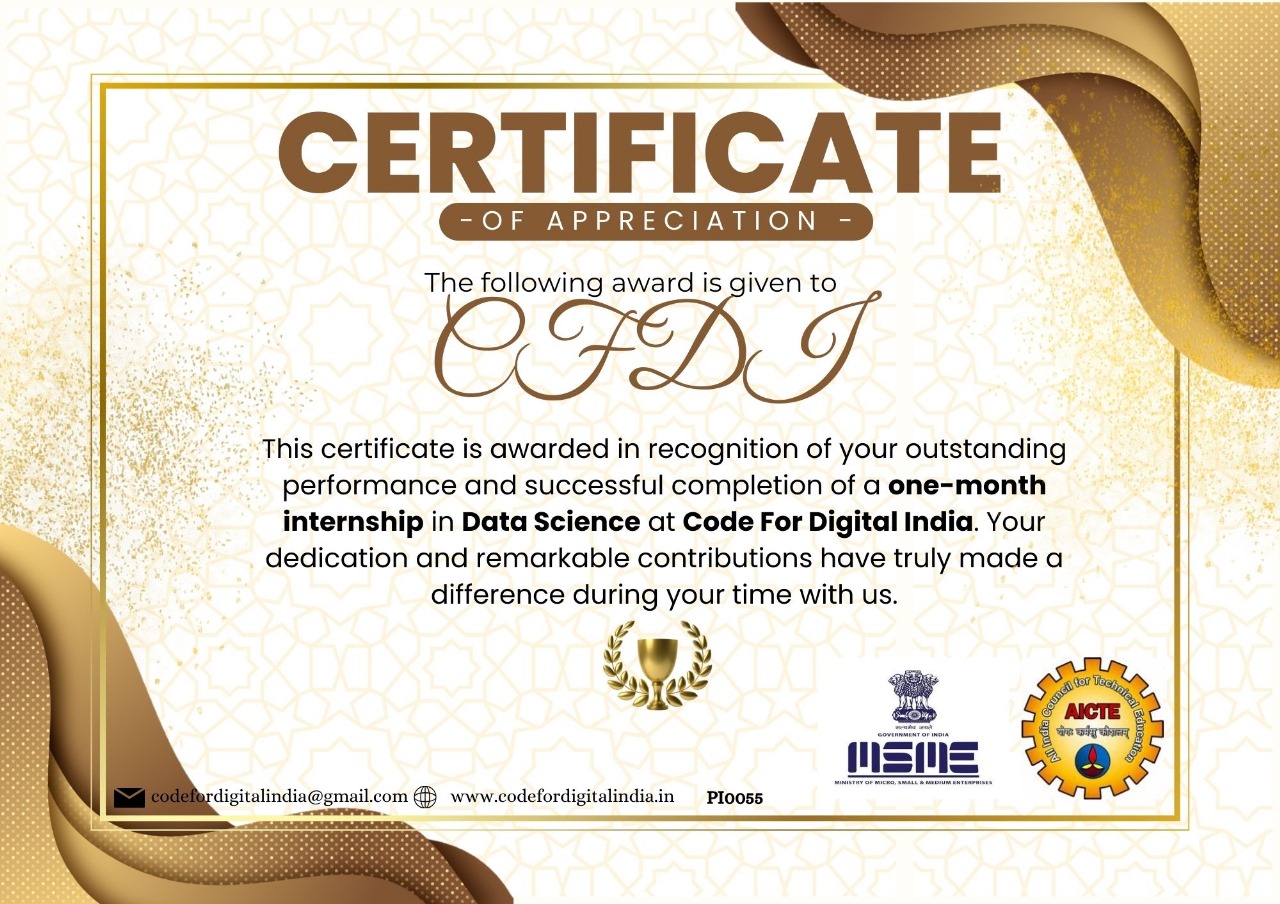 CERTIFICATE
-OF APPRECIATION -
The following award is given to
CFDI
This certificate is awarded in recognition of your outstanding
performance and successful completion of a one-month
internship in Data Science at Code For Digital India. Your
dedication and remarkable contributions have truly made a
difference during your time with us.
सत्यमेव जयते
GOVERNMENT OF INDIA
MSME
MINISTRY OF MICRO, SMALL & MEDIUM ENTERPRISES
All India Council for Technical Education
AICTE
योगः कर्मसु कौशलम्
codefordigitalindia@gmail.com www.codefordigitalindia.in PI0055